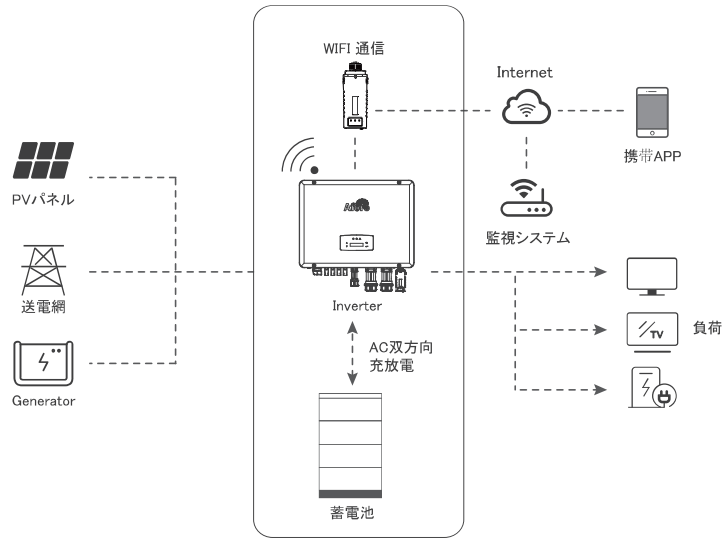 WIFI 通信
Internet
携帯APP
PVパネル
監視システム
送電網
Inverter
TV
負荷
AC双方向
充放電
Generator
蓄電池